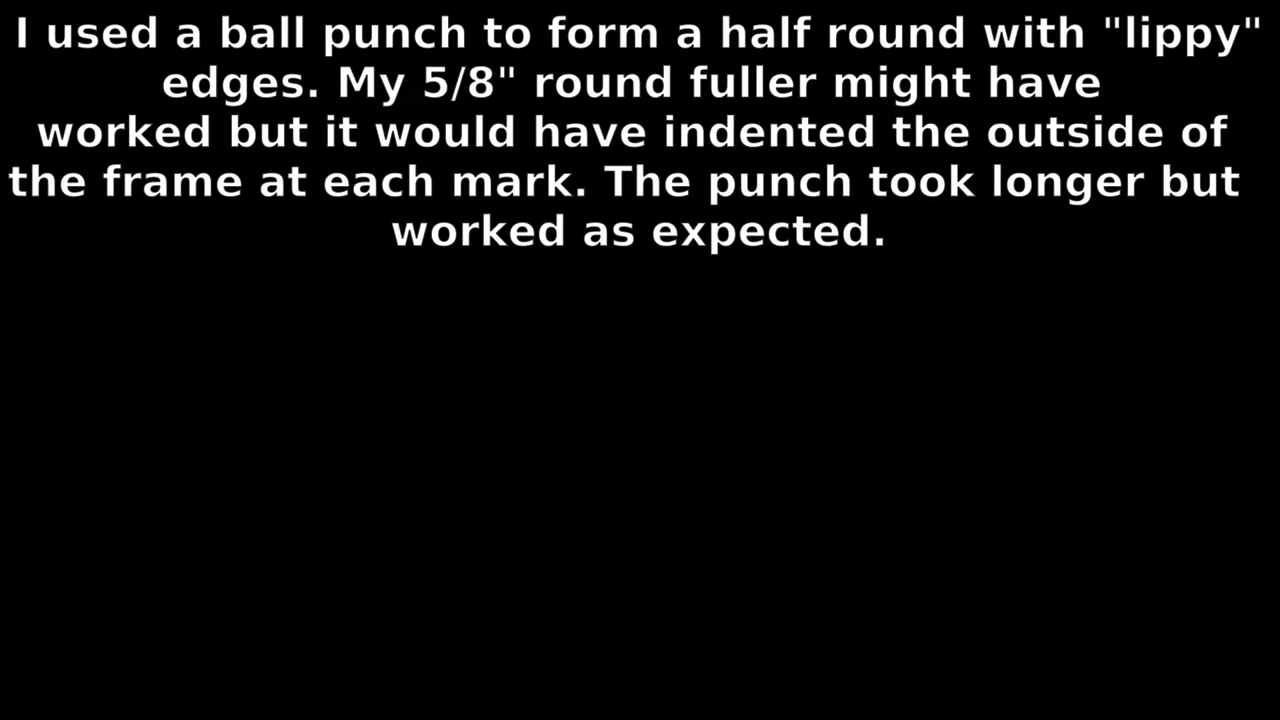 I used a ball punch to form a half round with "lippy"
edges. My 5/8" round fuller might have
worked but it would have indented the outside of
the frame at each mark. The punch took longer but
worked as expected.